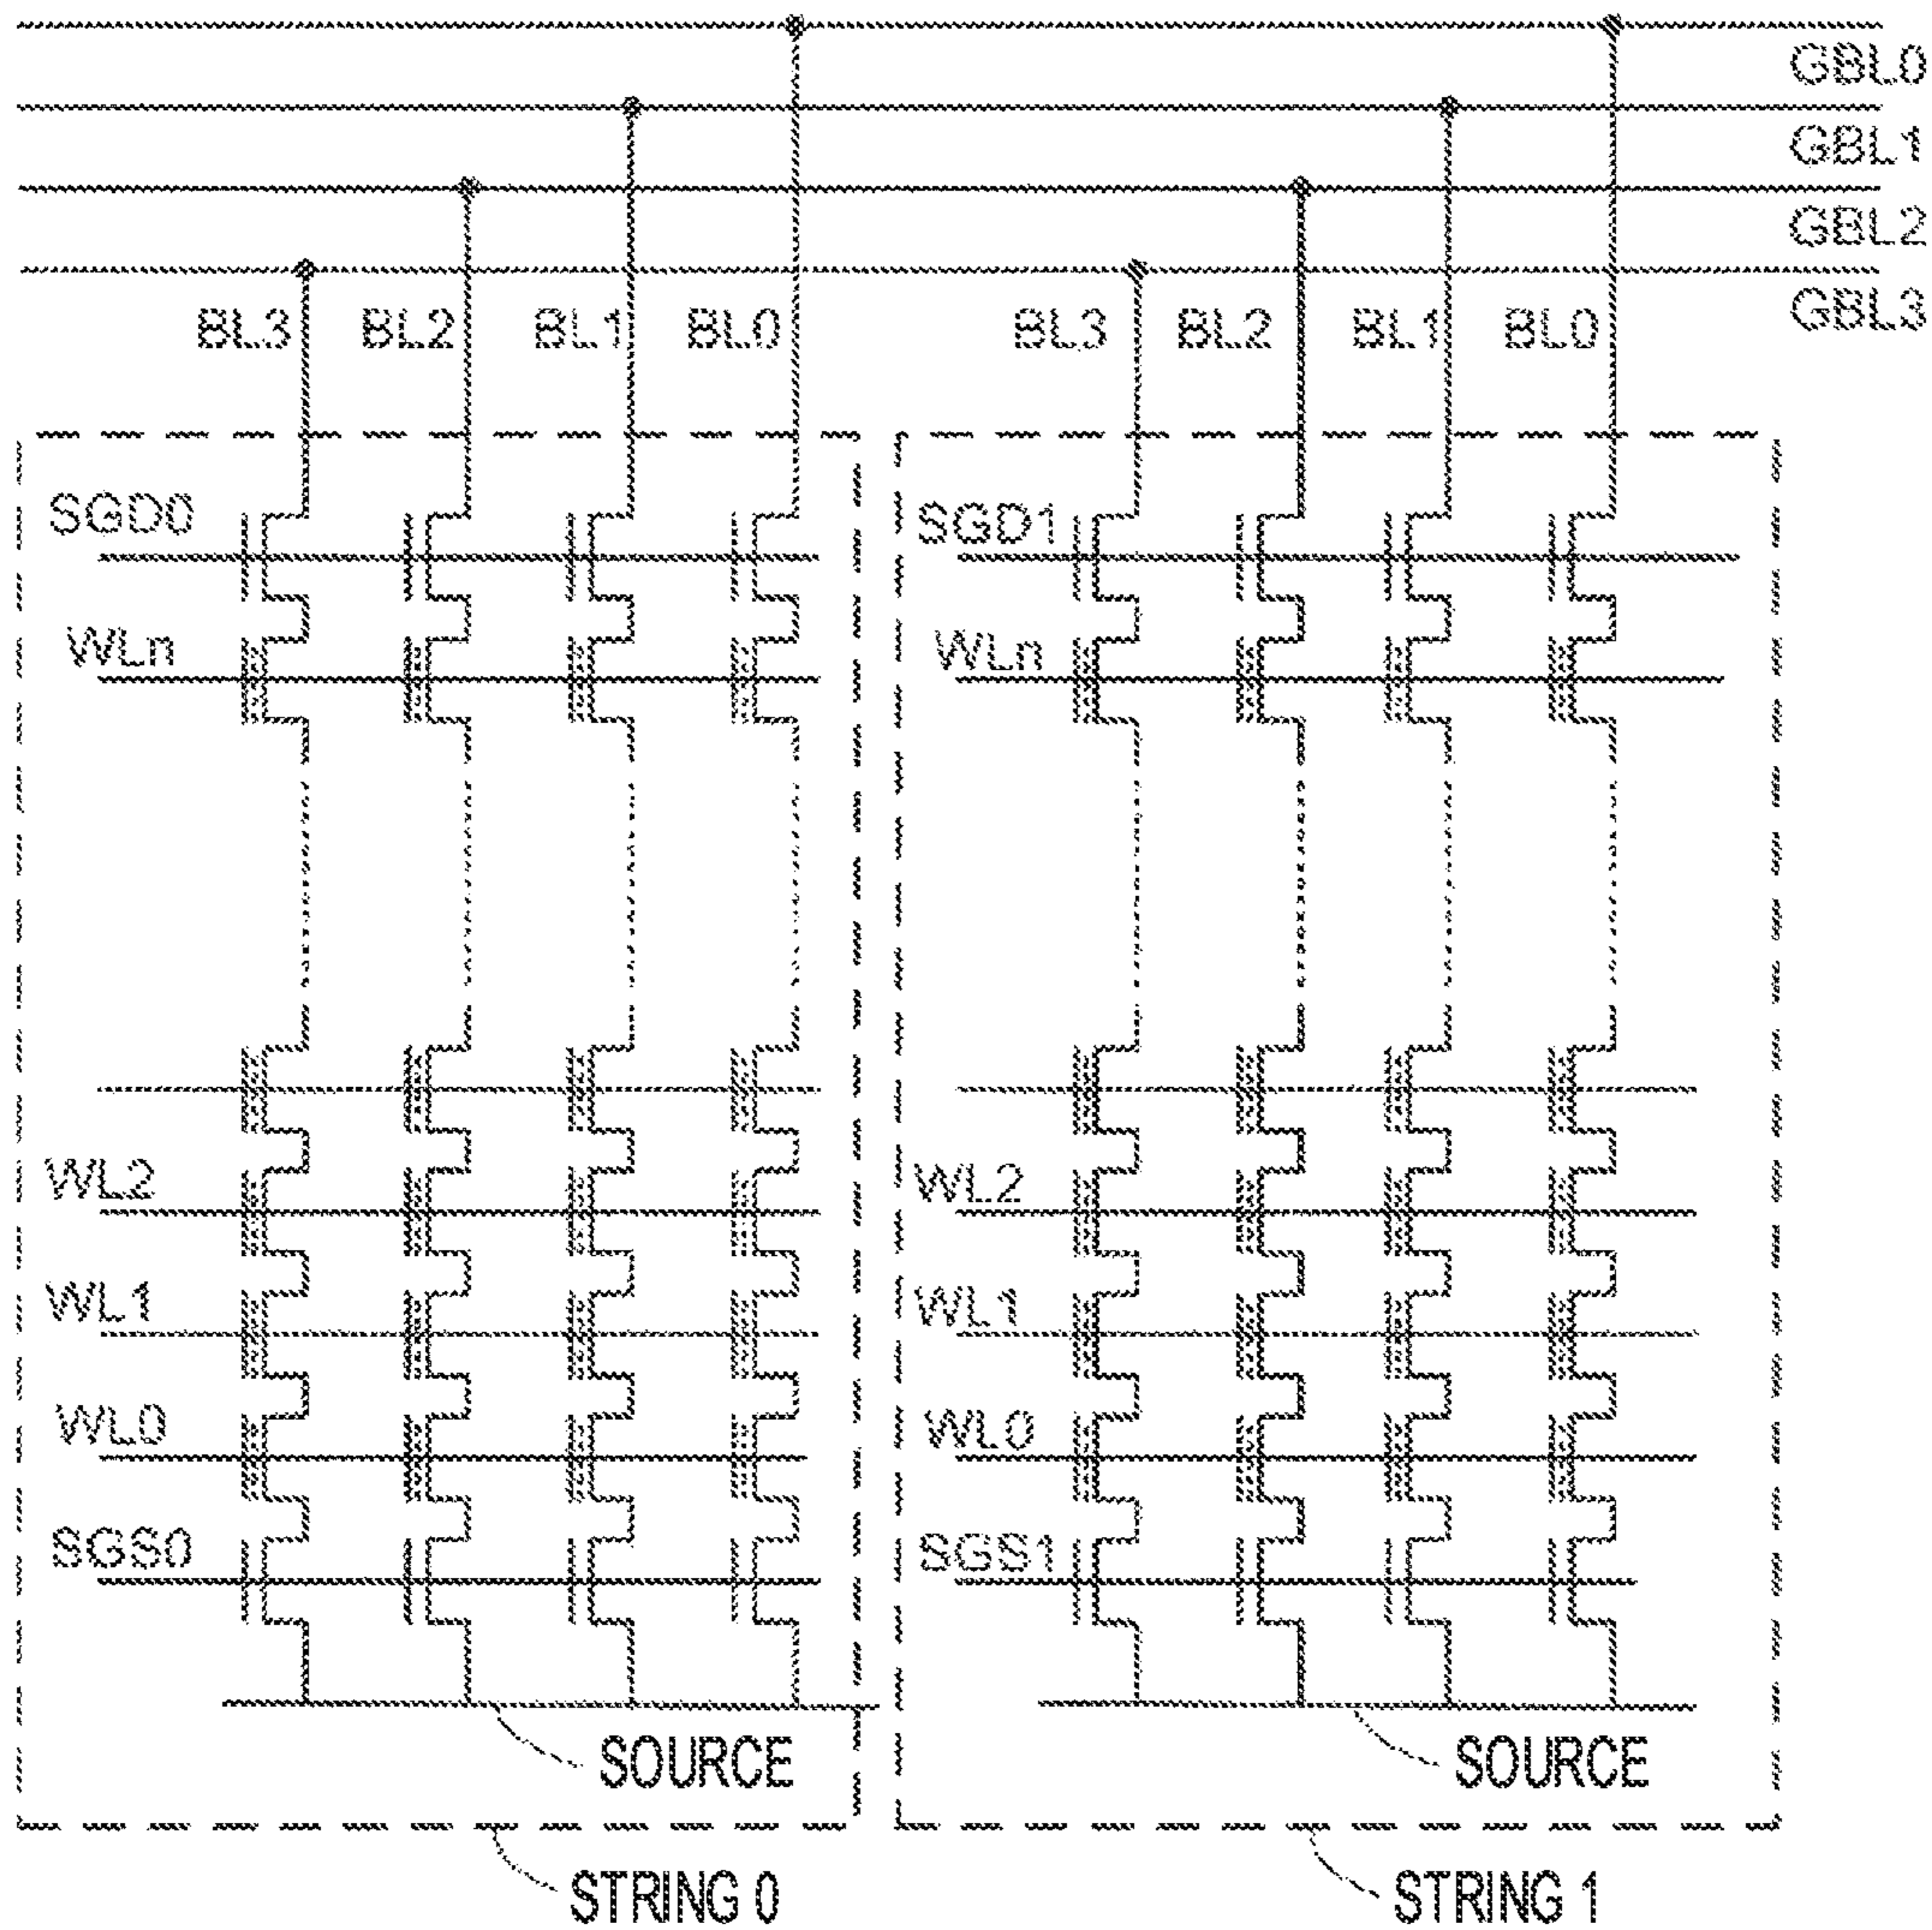 GBL0
GBL1
GBL2
GBL3
BL3 BL2 BL1 BL0 BL3 BL2 BL1 BL0
SGD0 SGD1
WLn WLn
WL2 WL2
WL1 WL1
WL0 WL0
SGS0 SGS1
SOURCE SOURCE
STRING 0 STRING 1